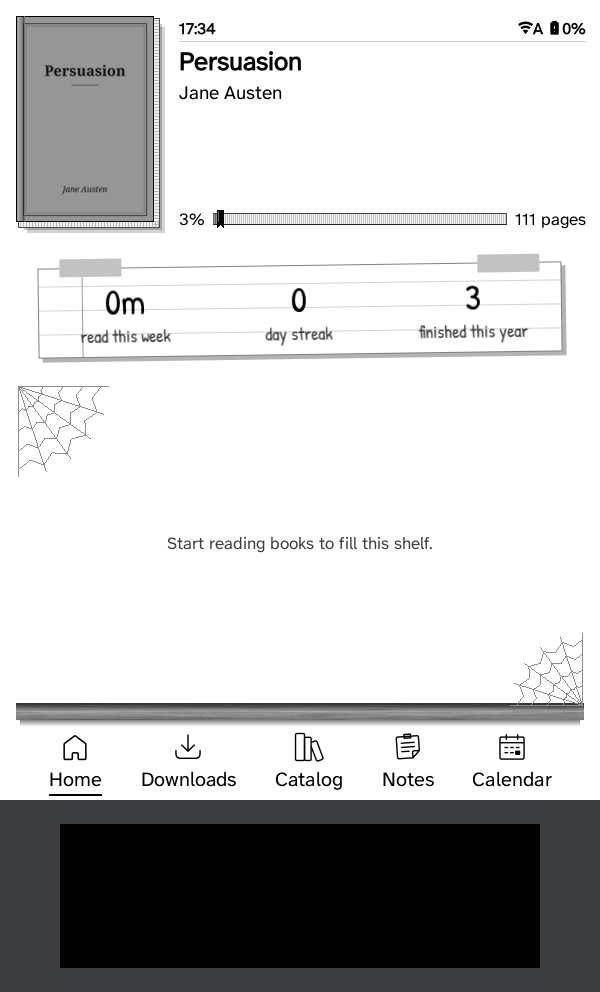 Persuasion
Jane Austen
17:34
A 0%
Persuasion
Jane Austen
3%
111 pages
0m
read this week
0
day streak
3
finished this year
Start reading books to fill this shelf.
Home
Downloads
Catalog
Notes
Calendar